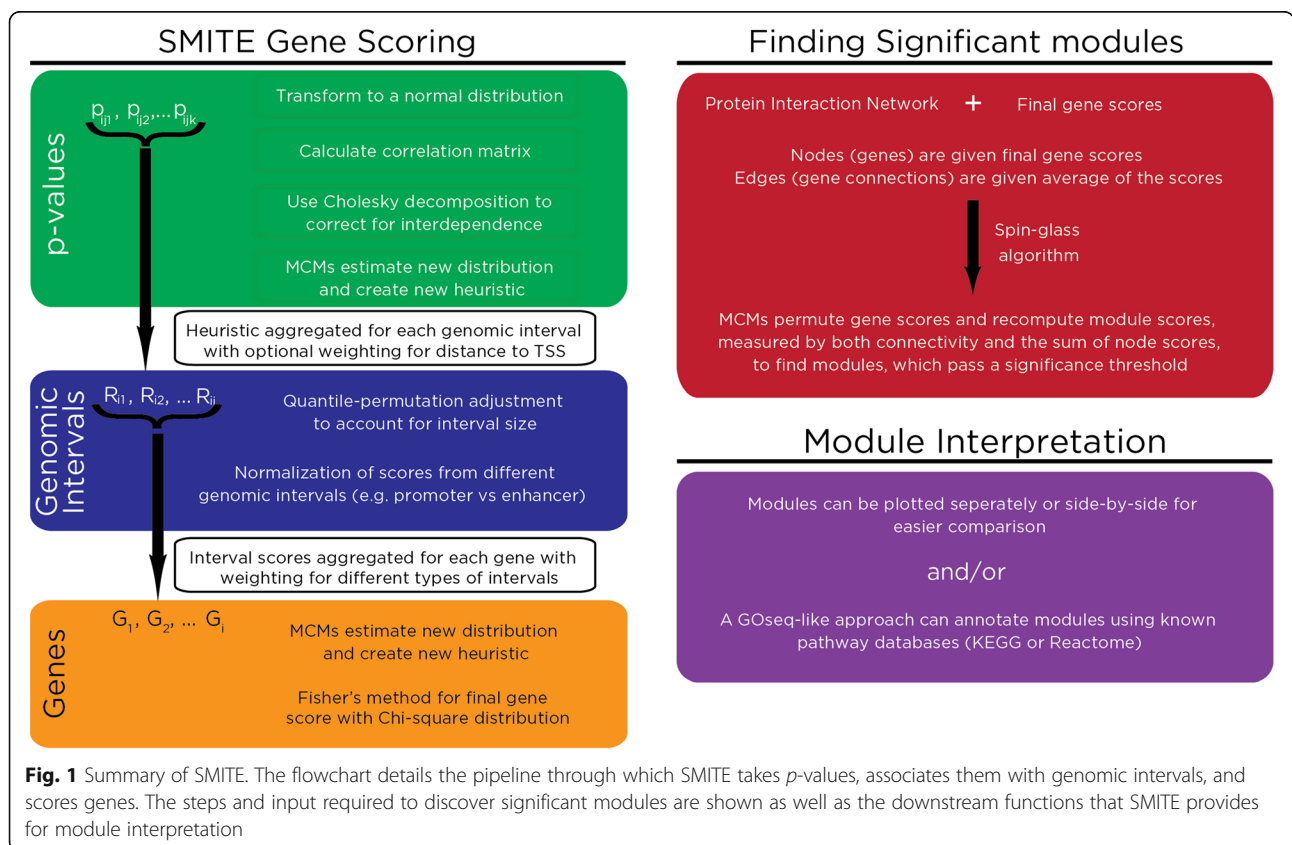 SMITE Gene Scoring
p-values
p_ij1, p_ij2,... p_ijk
Transform to a normal distribution
Calculate correlation matrix
Use Cholesky decomposition to
correct for interdependence
MCMs estimate new distribution
and create new heuristic
Heuristic aggregated for each genomic interval
with optional weighting for distance to TSS
Genomic
Intervals
R_i1, R_i2, ... R_ij
Quantile-permutation adjustment
to account for interval size
Normalization of scores from different
genomic intervals (e.g. promoter vs enhancer)
Interval scores aggregated for each gene with
weighting for different types of intervals
Genes
G_1, G_2, ... G_i
MCMs estimate new distribution
and create new heuristic
Fisher's method for final gene
score with Chi-square distribution
Finding Significant modules
Protein Interaction Network + Final gene scores
Nodes (genes) are given final gene scores
Edges (gene connections) are given average of the scores
Spin-glass
algorithm
MCMs permute gene scores and recompute module scores,
measured by both connectivity and the sum of node scores,
to find modules, which pass a significance threshold
Module Interpretation
Modules can be plotted seperately or side-by-side for
easier comparison
and/or
A GOseq-like approach can annotate modules using known
pathway databases (KEGG or Reactome)
Fig. 1 Summary of SMITE. The flowchart details the pipeline through which SMITE takes p-values, associates them with genomic intervals, and
scores genes. The steps and input required to discover significant modules are shown as well as the downstream functions that SMITE provides
for module interpretation